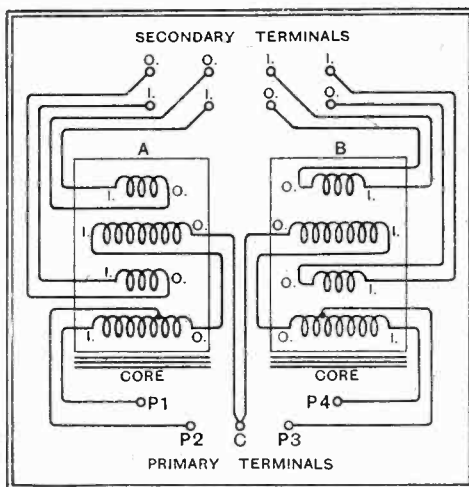 SECONDARY TERMINALS
O. O. I. I.
I. I. O. O.
A B
I. O. O. I.
I. O. O. I.
I. O. O. I.
I. O. O. I.
CORE CORE
P1 P4
P2 C P3
PRIMARY TERMINALS